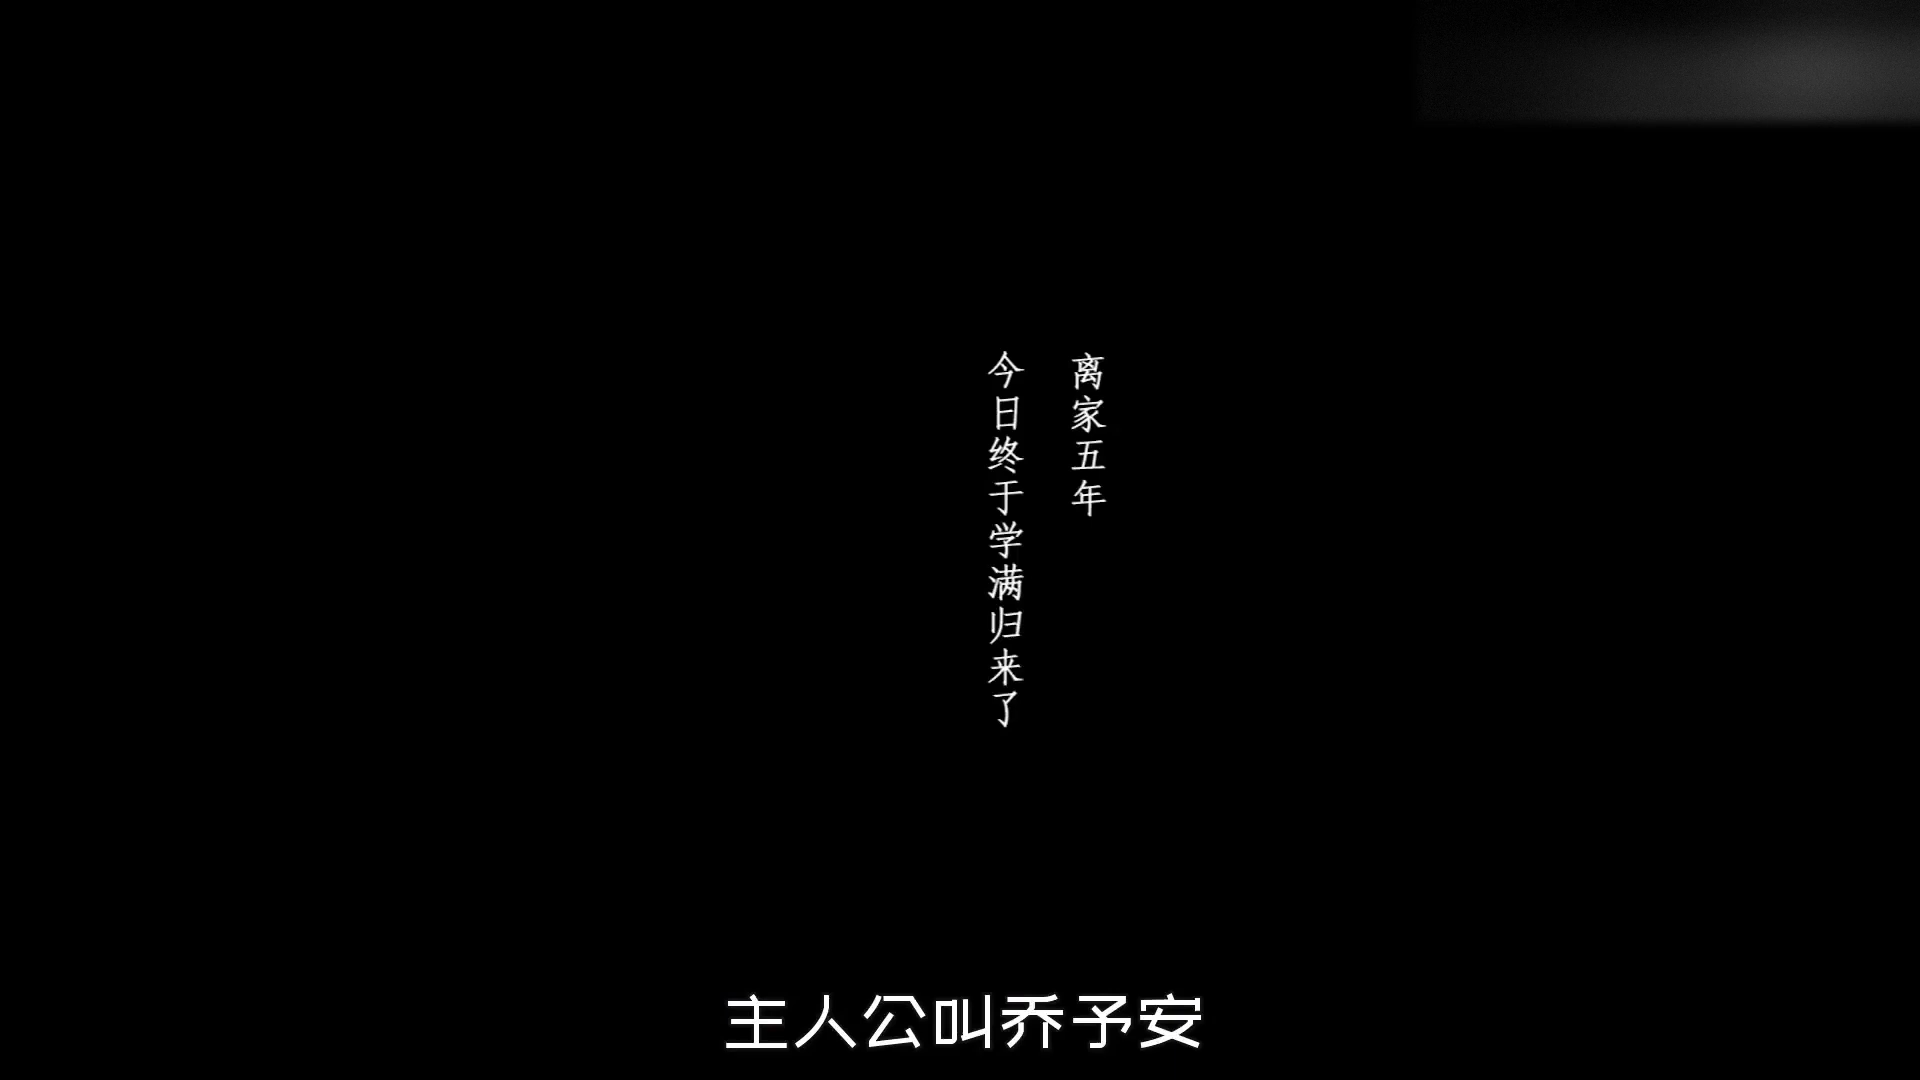 离家五年
今日终于学满归来了
主人公叫乔予安